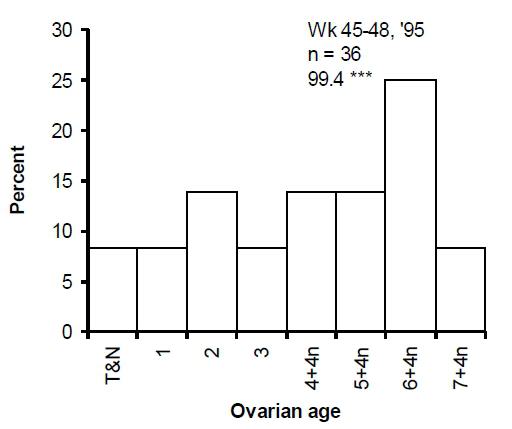 Wk 45-48, '95
n = 36
99.4 ***
30
25
20
15
10
5
0
Percent
T&N
1
2
3
4+4n
5+4n
6+4n
7+4n
Ovarian age